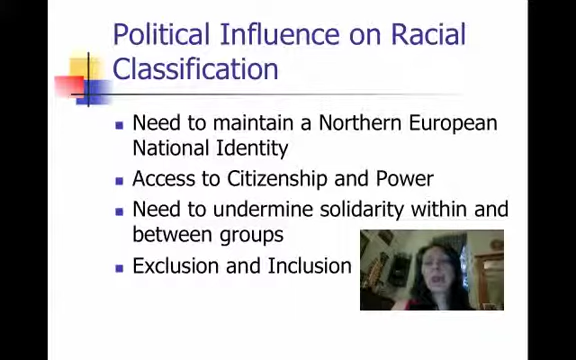 Political Influence on Racial
Classification
Need to maintain a Northern European
National Identity
Access to Citizenship and Power
Need to undermine solidarity within and
between groups
Exclusion and Inclusion